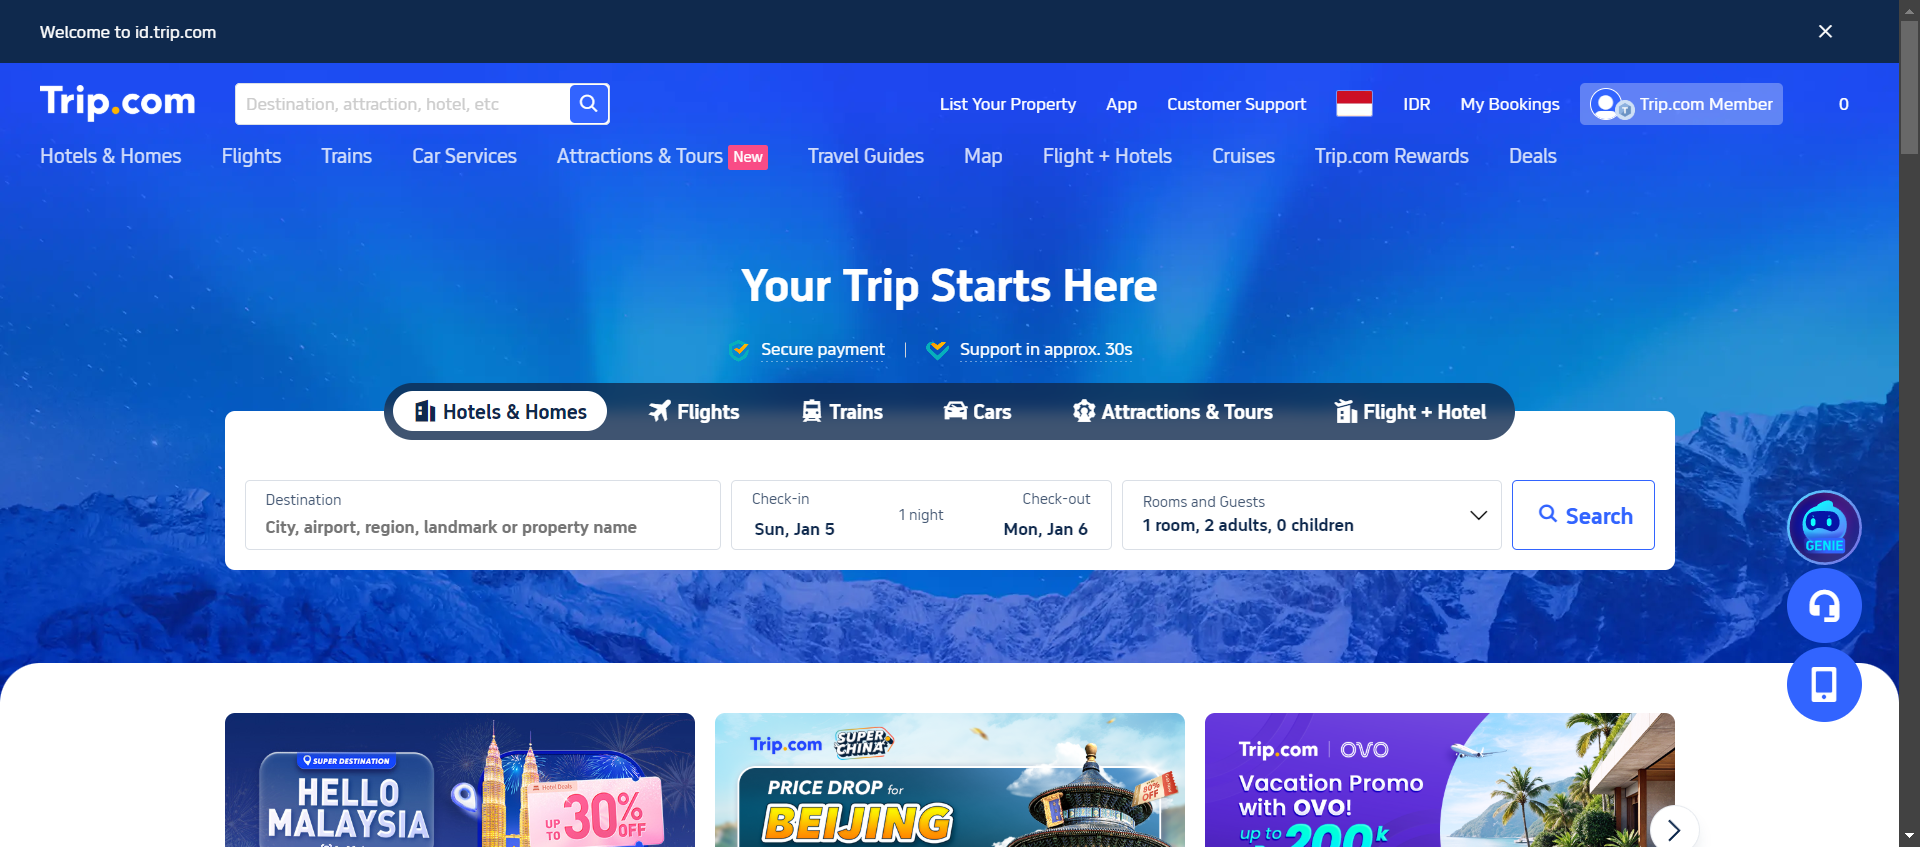 Welcome to id.trip.com
Trip.com
Destination, attraction, hotel, etc
List Your Property
App
Customer Support
IDR
My Bookings
Trip.com Member
0
Hotels & Homes
Flights
Trains
Car Services
Attractions & Tours
New
Travel Guides
Map
Flight + Hotels
Cruises
Trip.com Rewards
Deals
Your Trip Starts Here
Secure payment
Support in approx. 30s
Hotels & Homes
Flights
Trains
Cars
Attractions & Tours
Flight + Hotel
Destination
City, airport, region, landmark or property name
Check-in
Sun, Jan 5
1 night
Check-out
Mon, Jan 6
Rooms and Guests
1 room, 2 adults, 0 children
Search
GENIE
SUPER DESTINATION
HELLO
MALAYSIA
Hotel Deals
UP TO 30% OFF
Trip.com
SUPER CHINA
PRICE DROP for
BEIJING
80% OFF
Trip.com | OVO
Vacation Promo
with OVO!
up to 200k